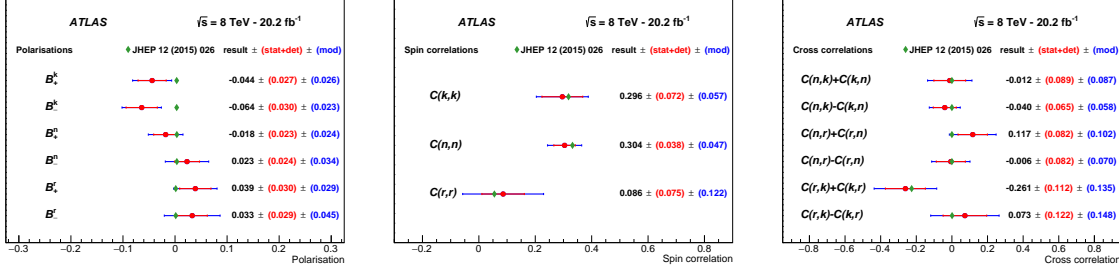 ATLAS √s = 8 TeV - 20.2 fb⁻¹
Polarisations JHEP 12 (2015) 026 result ± (stat+det) ± (mod)
B₊ᵏ -0.044 ± (0.027) ± (0.026)
B₋ᵏ -0.064 ± (0.030) ± (0.023)
B₊ⁿ -0.018 ± (0.023) ± (0.024)
B₋ⁿ 0.023 ± (0.024) ± (0.034)
B₊ʳ 0.039 ± (0.030) ± (0.029)
B₋ʳ 0.033 ± (0.029) ± (0.045)
−0.3 −0.2 −0.1 0 0.1 0.2 0.3
Polarisation
ATLAS √s = 8 TeV - 20.2 fb⁻¹
Spin correlations JHEP 12 (2015) 026 result ± (stat+det) ± (mod)
C(k,k) 0.296 ± (0.072) ± (0.057)
C(n,n) 0.304 ± (0.038) ± (0.047)
C(r,r) 0.086 ± (0.075) ± (0.122)
−0.2 0 0.2 0.4 0.6 0.8
Spin correlation
ATLAS √s = 8 TeV - 20.2 fb⁻¹
Cross correlations JHEP 12 (2015) 026 result ± (stat+det) ± (mod)
C(n,k)+C(k,n) -0.012 ± (0.089) ± (0.087)
C(n,k)-C(k,n) -0.040 ± (0.065) ± (0.058)
C(n,r)+C(r,n) 0.117 ± (0.082) ± (0.102)
C(n,r)-C(r,n) -0.006 ± (0.082) ± (0.070)
C(r,k)+C(k,r) -0.261 ± (0.112) ± (0.135)
C(r,k)-C(k,r) 0.073 ± (0.122) ± (0.148)
−0.8 −0.6 −0.4 −0.2 0 0.2 0.4 0.6 0.8
Cross correlation